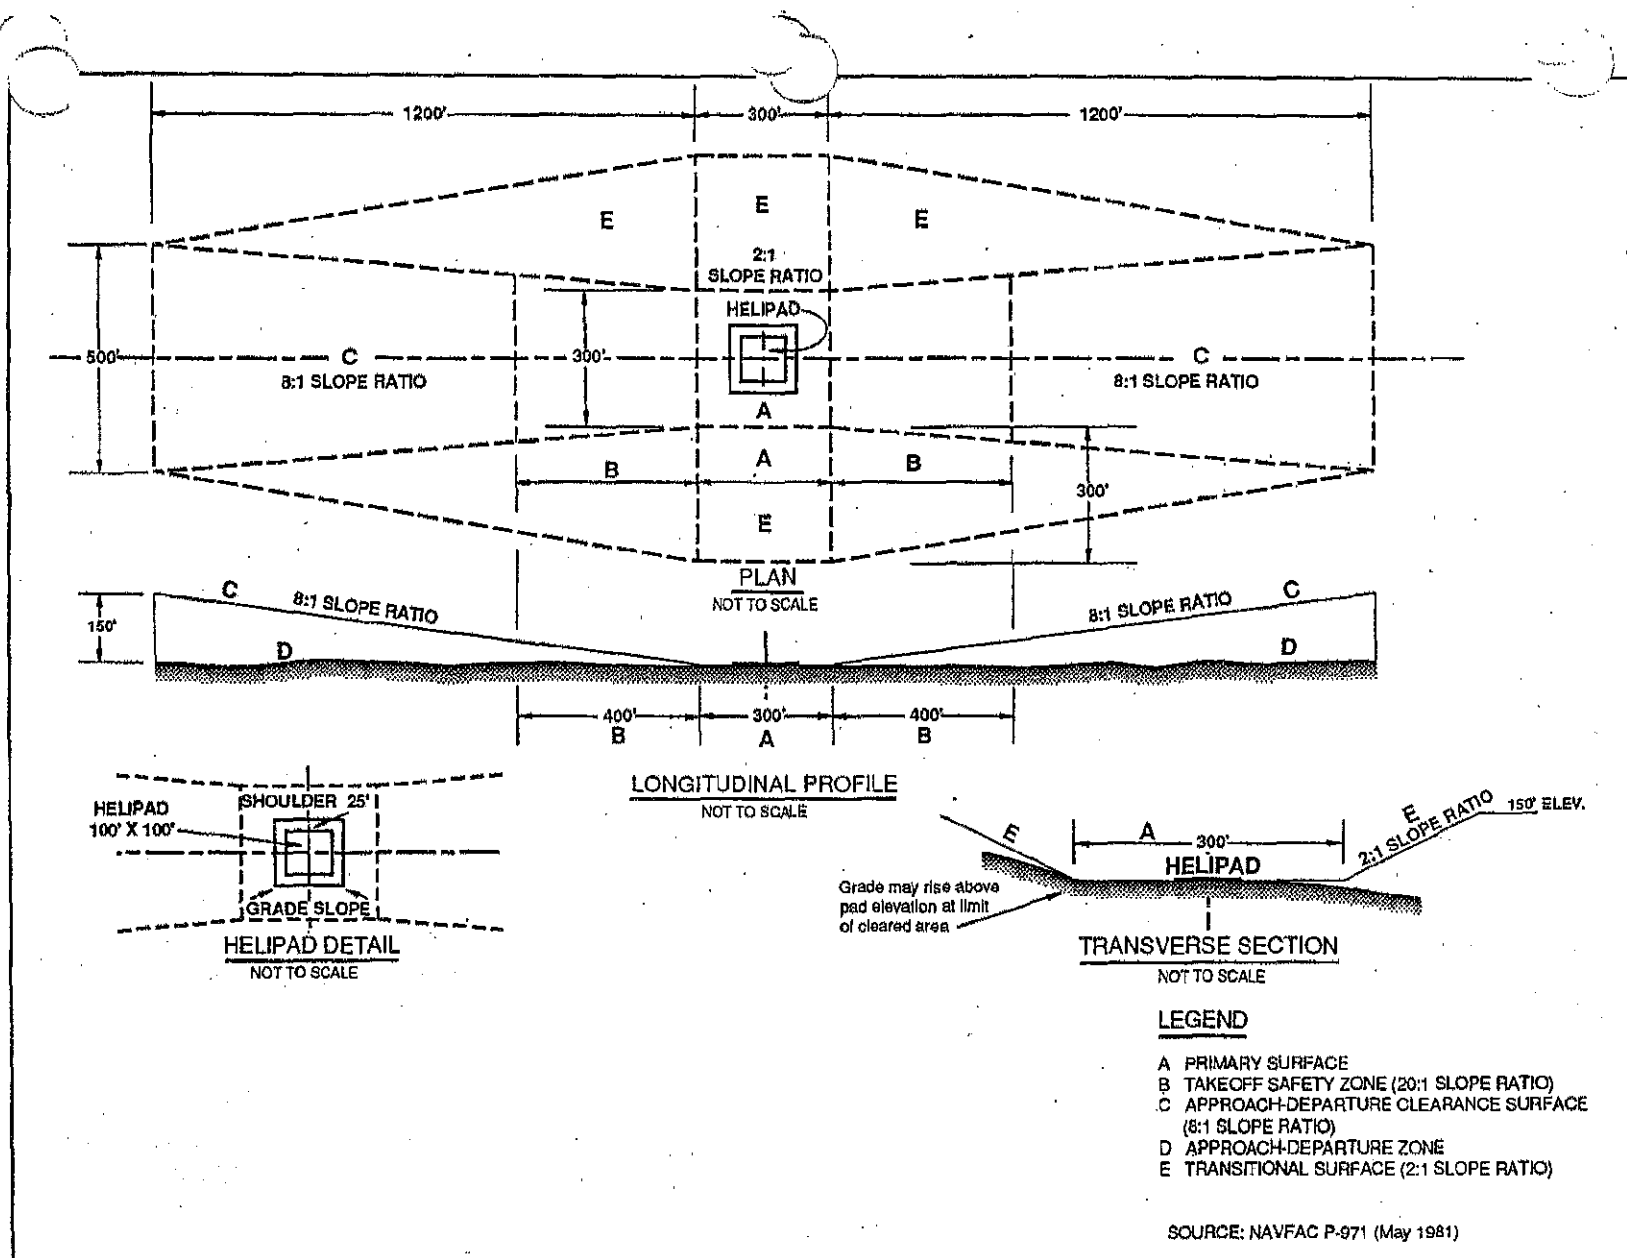 1200' 300' 1200'
E E E
2:1
SLOPE RATIO
HELIPAD
500' C 300' C
8:1 SLOPE RATIO 8:1 SLOPE RATIO
A
B A B
300'
E
PLAN
NOT TO SCALE
C 8:1 SLOPE RATIO 8:1 SLOPE RATIO C
150'
D D
400' 300' 400'
B A B
LONGITUDINAL PROFILE
NOT TO SCALE
SHOULDER 25'
HELIPAD
100' X 100'
GRADE SLOPE
HELIPAD DETAIL
NOT TO SCALE
E A E 150' ELEV.
300' 2:1 SLOPE RATIO
HELIPAD
Grade may rise above
pad elevation at limit
of cleared area
TRANSVERSE SECTION
NOT TO SCALE
LEGEND
A PRIMARY SURFACE
B TAKEOFF SAFETY ZONE (20:1 SLOPE RATIO)
C APPROACH-DEPARTURE CLEARANCE SURFACE
(8:1 SLOPE RATIO)
D APPROACH-DEPARTURE ZONE
E TRANSITIONAL SURFACE (2:1 SLOPE RATIO)
SOURCE: NAVFAC P-971 (May 1981)